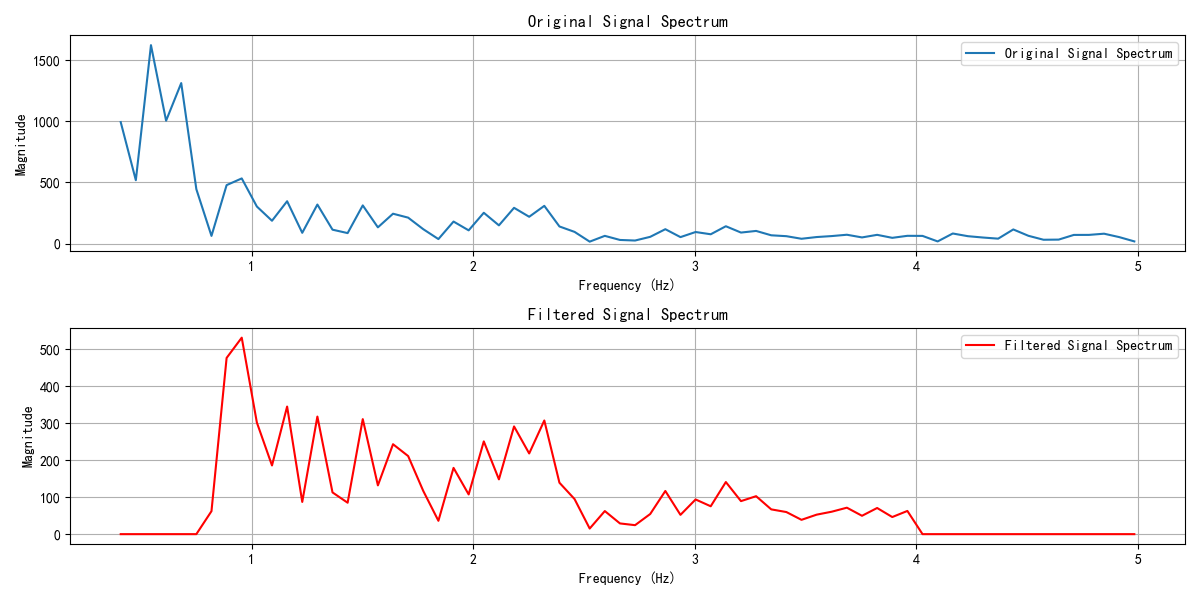 Original Signal Spectrum
Original Signal Spectrum
Magnitude
1500
1000
500
0
1 2 3 4 5
Frequency (Hz)
Filtered Signal Spectrum
Filtered Signal Spectrum
Magnitude
500
400
300
200
100
0
1 2 3 4 5
Frequency (Hz)